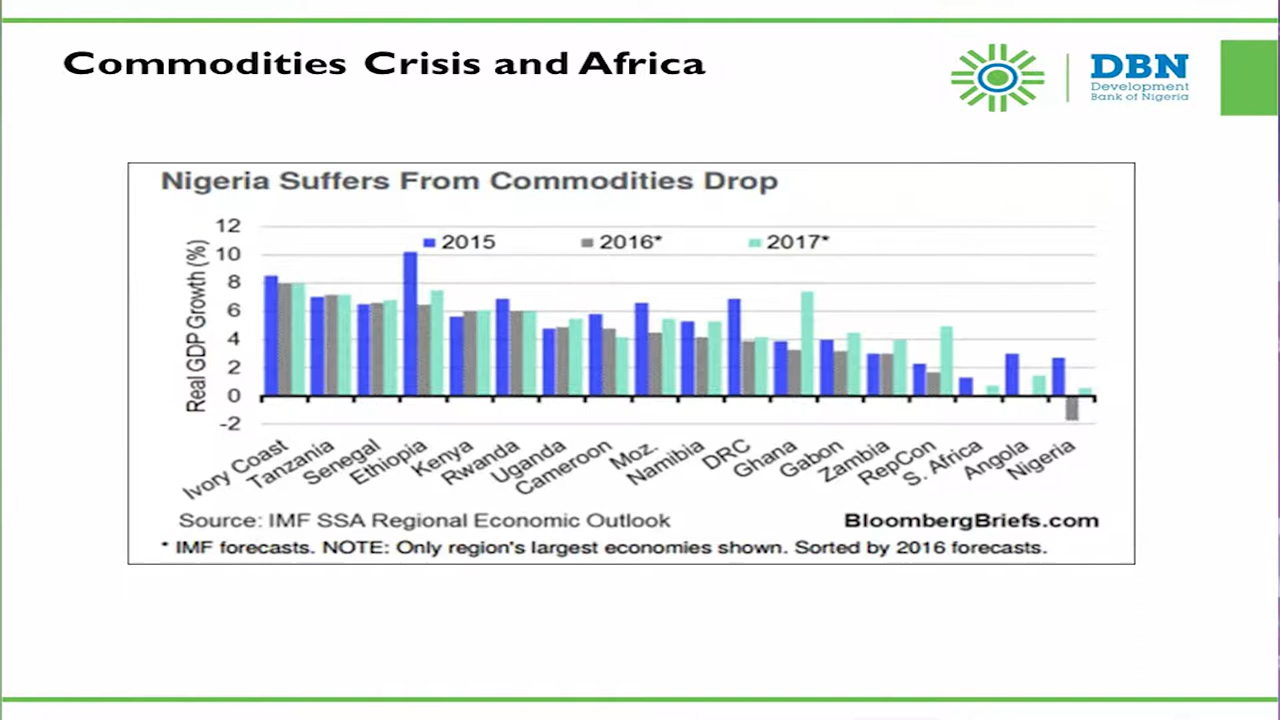 Commodities Crisis and Africa
DBN
Development
Bank of Nigeria
Nigeria Suffers From Commodities Drop
Real GDP Growth (%)
12
10
8
6
4
2
0
-2
2015 2016* 2017*
Ivory Coast Tanzania Senegal Ethiopia Kenya Rwanda Uganda Cameroon Moz. Namibia DRC Ghana Gabon Zambia RepCon S. Africa Angola Nigeria
Source: IMF SSA Regional Economic Outlook BloombergBriefs.com
* IMF forecasts. NOTE: Only region's largest economies shown. Sorted by 2016 forecasts.